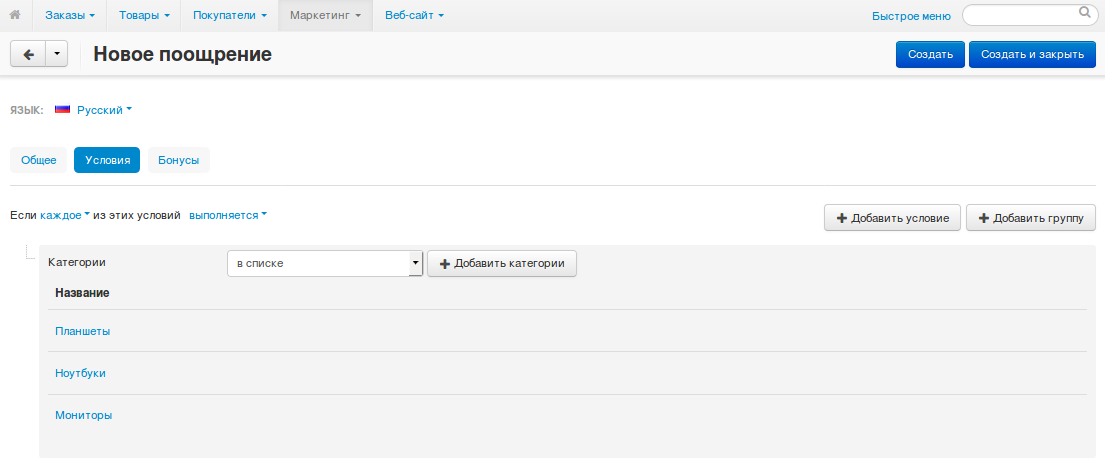 Заказы Товары Покупатели Маркетинг Веб-сайт Быстрое меню
Новое поощрение Создать Создать и закрыть
ЯЗЫК: Русский
Общее Условия Бонусы
Если каждое из этих условий выполняется Добавить условие Добавить группу
Категории в списке Добавить категории
Название
Планшеты
Ноутбуки
Мониторы